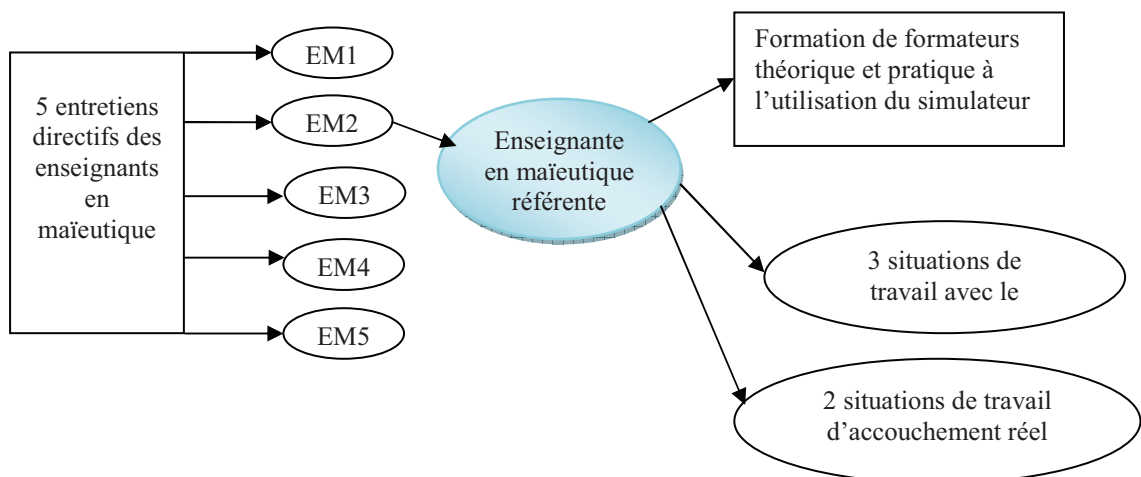 5 entretiens
directifs des
enseignants
en
maïeutique
EM1
EM2
EM3
EM4
EM5
Enseignante
en maïeutique
référente
Formation de formateurs
théorique et pratique à
l’utilisation du simulateur
3 situations de
travail avec le
2 situations de travail
d’accouchement réel